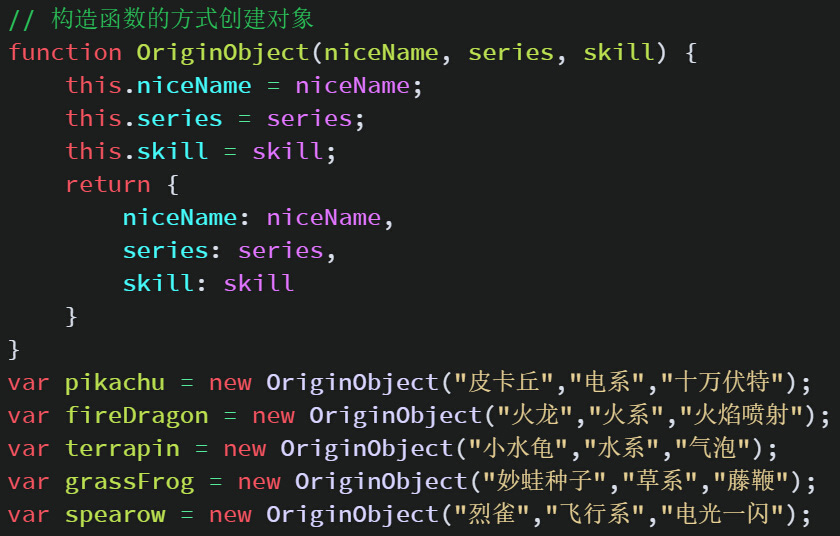 // 构造函数的方式创建对象
function OriginObject(niceName, series, skill) {
    this.niceName = niceName;
    this.series = series;
    this.skill = skill;
    return {
        niceName: niceName,
        series: series,
        skill: skill
    }
}
var pikachu = new OriginObject("皮卡丘","电系","十万伏特");
var fireDragon = new OriginObject("火龙","火系","火焰喷射");
var terrapin = new OriginObject("小水龟","水系","气泡");
var grassFrog = new OriginObject("妙蛙种子","草系","藤鞭");
var spearow = new OriginObject("烈雀","飞行系","电光一闪");